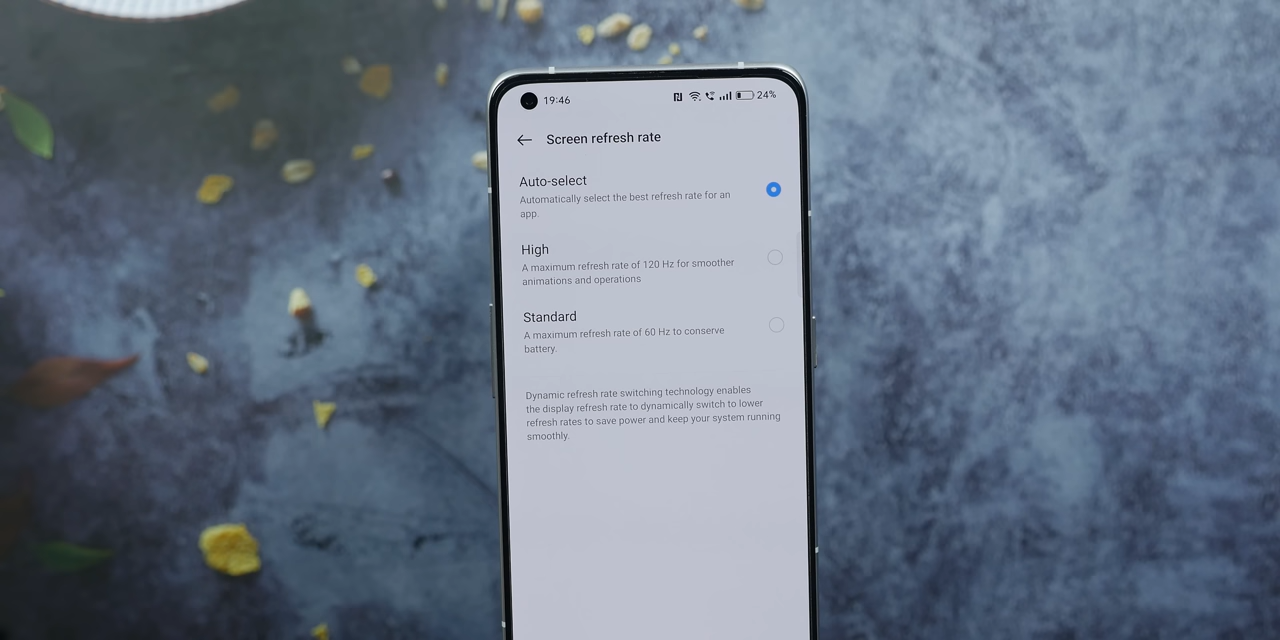 19:46 24%
Screen refresh rate
Auto-select
Automatically select the best refresh rate for an
app.
High
A maximum refresh rate of 120 Hz for smoother
animations and operations
Standard
A maximum refresh rate of 60 Hz to conserve
battery.
Dynamic refresh rate switching technology enables
the display refresh rate to dynamically switch to lower
refresh rates to save power and keep your system running
smoothly.